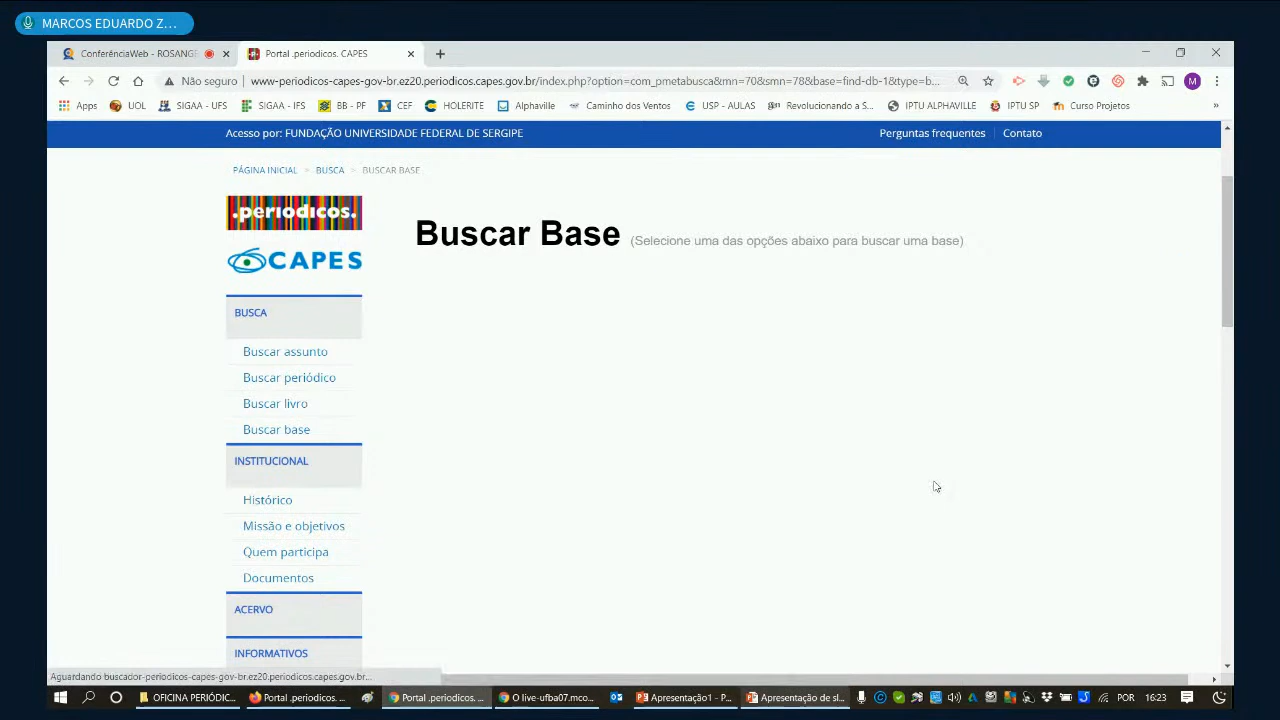 MARCOS EDUARDO Z...
ConferênciaWeb - ROSANGE
Portal .periodicos. CAPES
Não seguro | www-periodicos-capes-gov-br.ez20.periodicos.capes.gov.br/index.php?option=com_pmetabusca&mn=70&smn=78&base=find-db-1&type=b...
M
Apps UOL SIGAA - UFS SIGAA - IFS BB - PF CEF HOLERITE Alphaville Caminho dos Ventos USP - AULAS Revolucionando a S... IPTU ALPHAVILLE IPTU SP Curso Projetos
Acesso por: FUNDAÇÃO UNIVERSIDADE FEDERAL DE SERGIPE
Perguntas frequentes Contato
PÁGINA INICIAL > BUSCA > BUSCAR BASE
.periodicos.
CAPES
Buscar Base (Selecione uma das opções abaixo para buscar uma base)
BUSCA
Buscar assunto
Buscar periódico
Buscar livro
Buscar base
INSTITUCIONAL
Histórico
Missão e objetivos
Quem participa
Documentos
ACERVO
INFORMATIVOS
Aguardando buscador-periodicos-capes-gov-br.ez20.periodicos.capes.gov.br...
OFICINA PERIÓDIC... Portal .periodicos. ... Portal .periodicos. ... O live-ufba07.mco... Apresentação1 - P... Apresentação de sl... POR 16:23